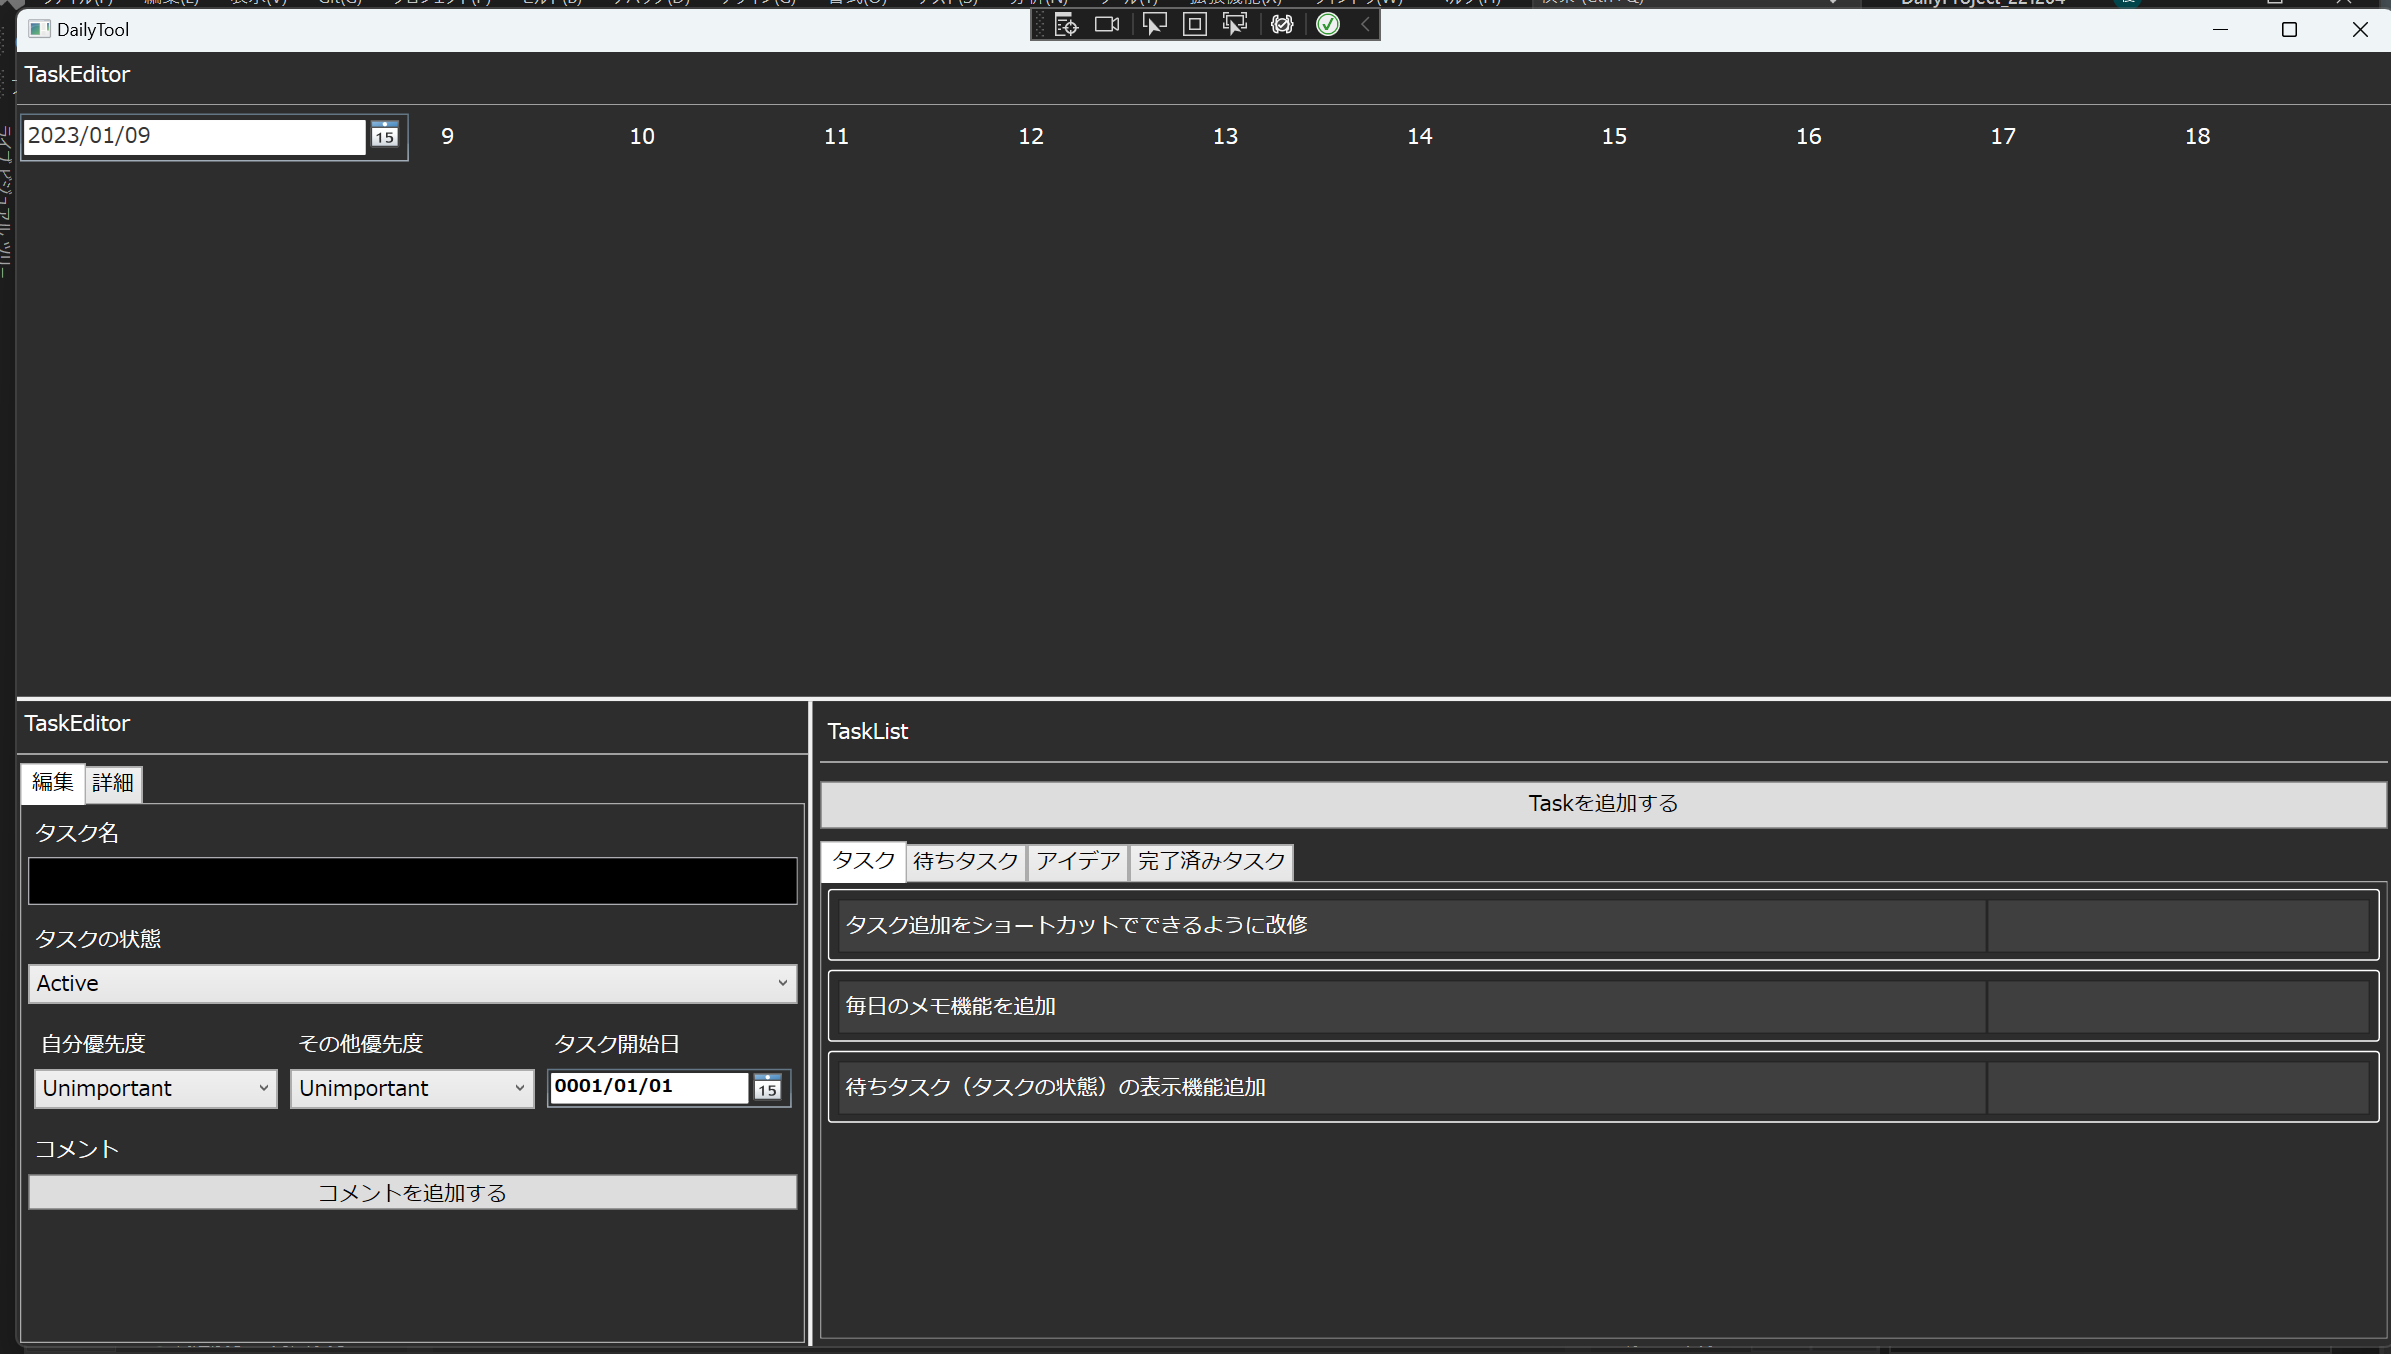 DailyTool
TaskEditor
2023/01/09 15 9 10 11 12 13 14 15 16 17 18
TaskEditor
編集 詳細
タスク名
タスクの状態
Active
自分優先度 その他優先度 タスク開始日
Unimportant Unimportant 0001/01/01 15
コメント
コメントを追加する
TaskList
Taskを追加する
タスク 待ちタスク アイデア 完了済みタスク
タスク追加をショートカットでできるように改修
毎日のメモ機能を追加
待ちタスク（タスクの状態）の表示機能追加